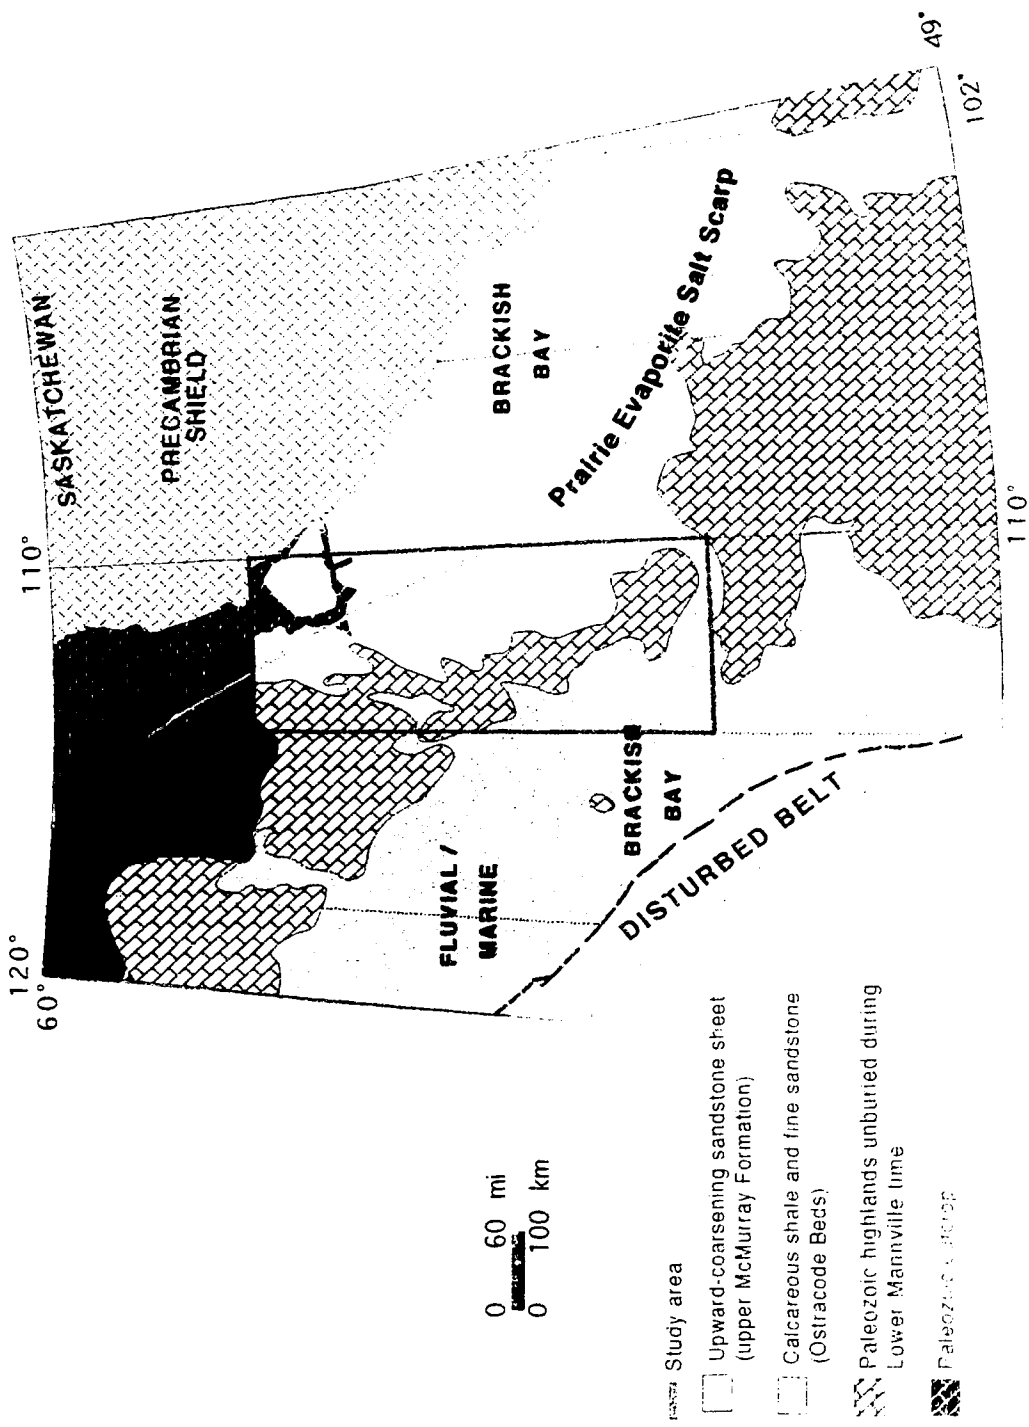 120°
60°
110°
SASKATCHEWAN
PRECAMBRIAN
SHIELD
BRACKISH
BAY
Prairie Evaporite Salt Scarp
49°
102°
110°
FLUVIAL /
MARINE
BRACKISH
BAY
DISTURBED BELT
0 60 mi
0 100 km
Study area
Upward-coarsening sandstone sheet
(upper McMurray Formation)
Calcareous shale and fine sandstone
(Ostracode Beds)
Paleozoic highlands unburied during
Lower Mannville time
Paleozoic outcrop